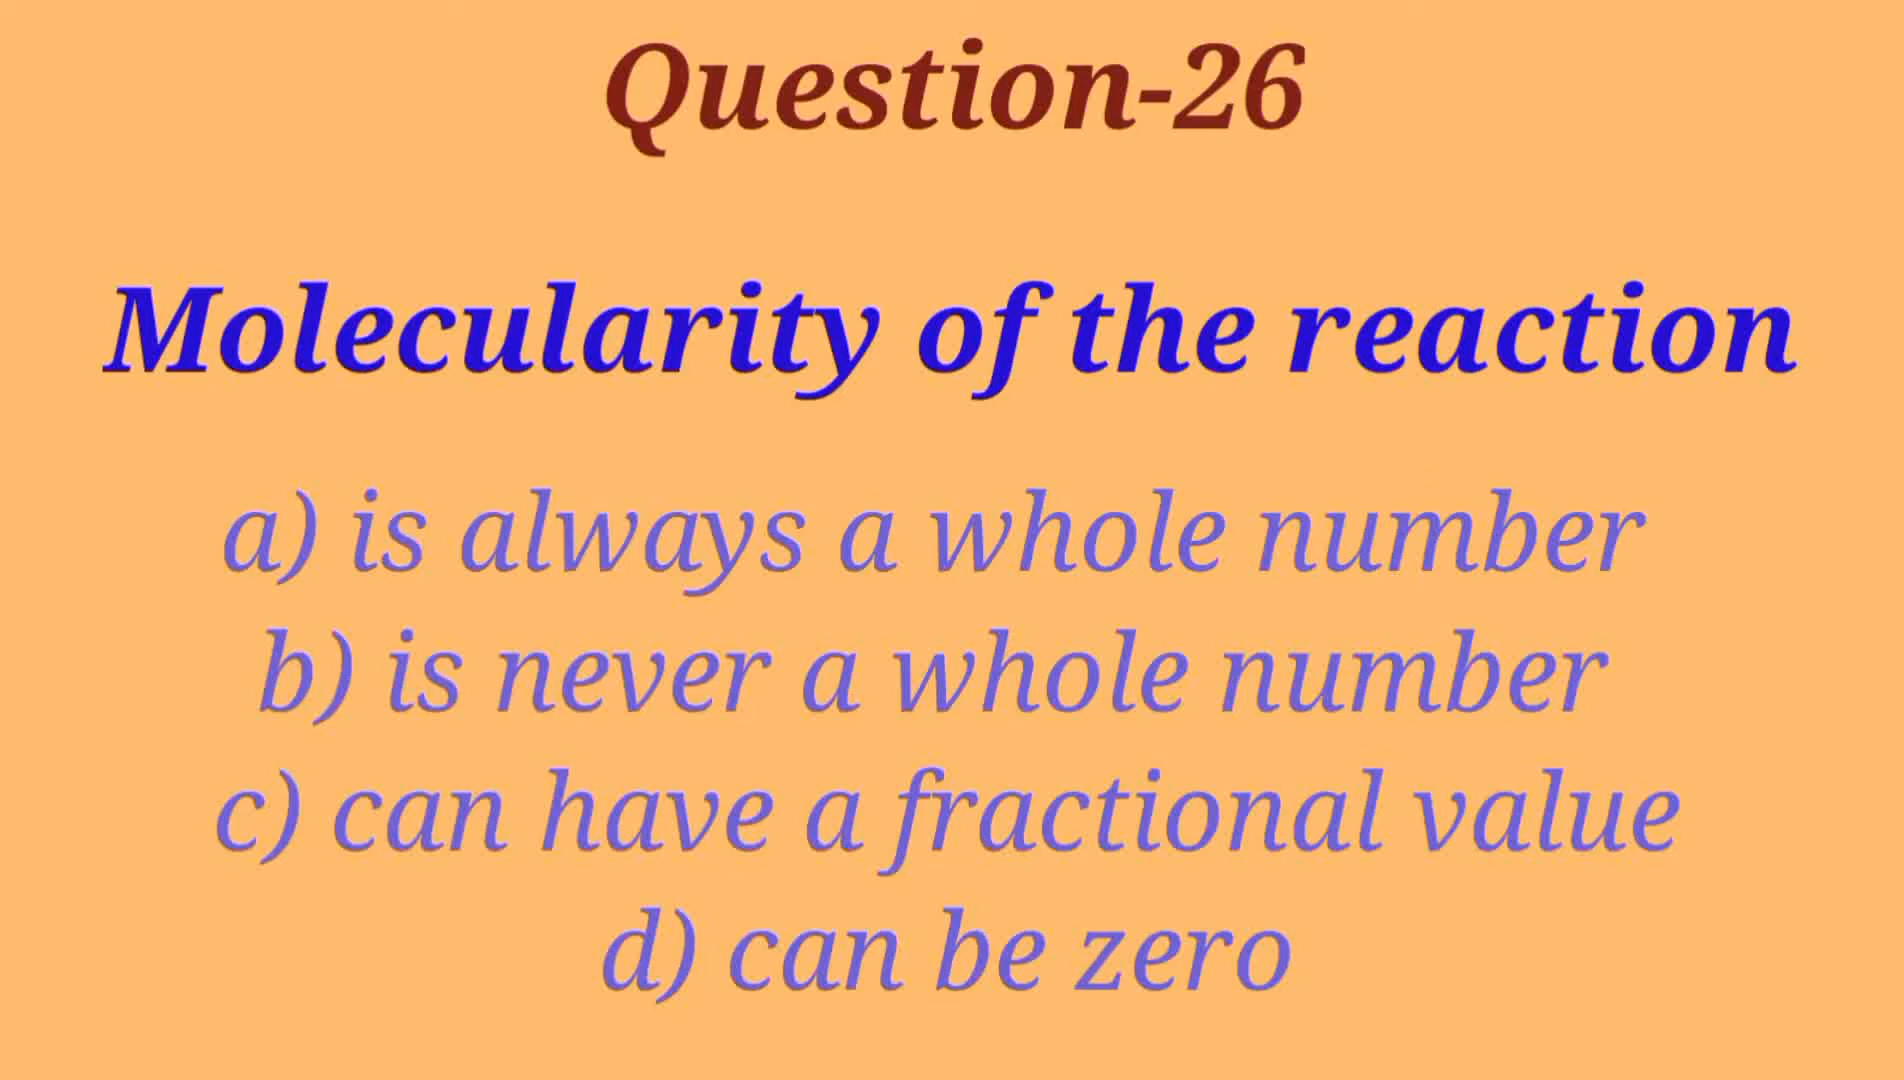 Question-26
Molecularity of the reaction
a) is always a whole number
b) is never a whole number
c) can have a fractional value
d) can be zero